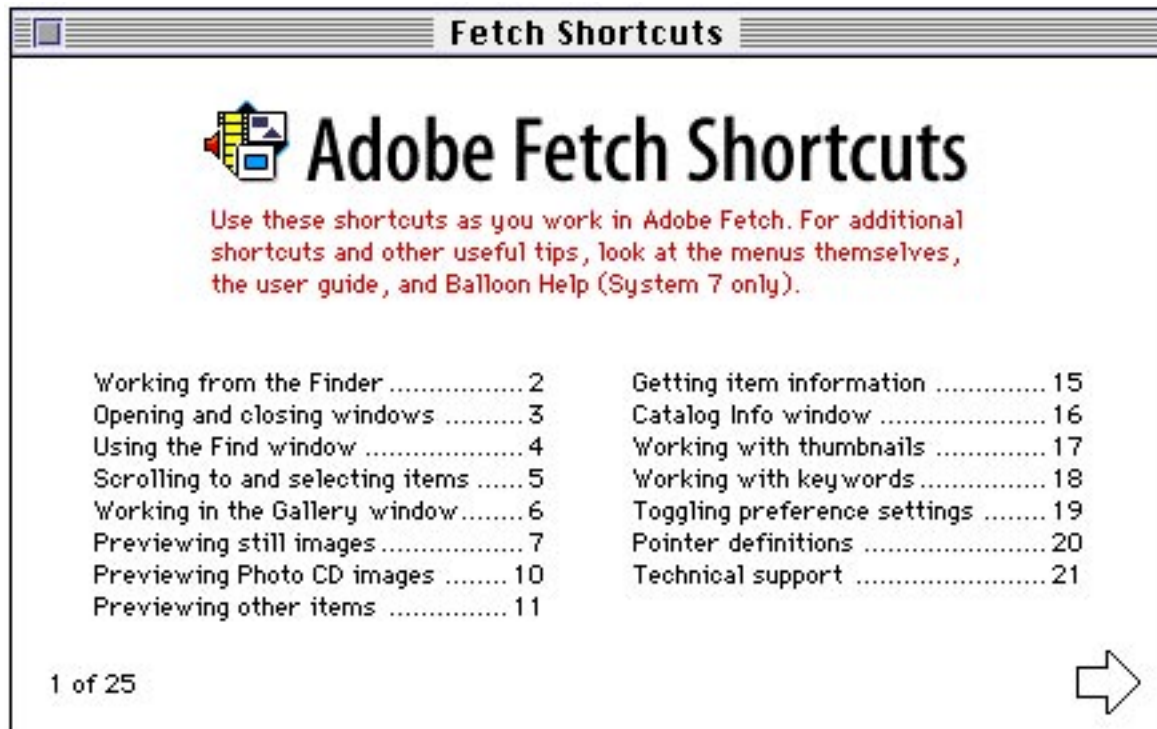 Fetch Shortcuts
Adobe Fetch Shortcuts
Use these shortcuts as you work in Adobe Fetch. For additional
shortcuts and other useful tips, look at the menus themselves,
the user guide, and Balloon Help (System 7 only).
Working from the Finder .................. 2
Opening and closing windows .......... 3
Using the Find window ..................... 4
Scrolling to and selecting items ...... 5
Working in the Gallery window........ 6
Previewing still images................... 7
Previewing Photo CD images ........ 10
Previewing other items ................ 11
Getting item information ............... 15
Catalog Info window ...................... 16
Working with thumbnails ................ 17
Working with keywords.................. 18
Toggling preference settings ........ 19
Pointer definitions ........................ 20
Technical support ......................... 21
1 of 25